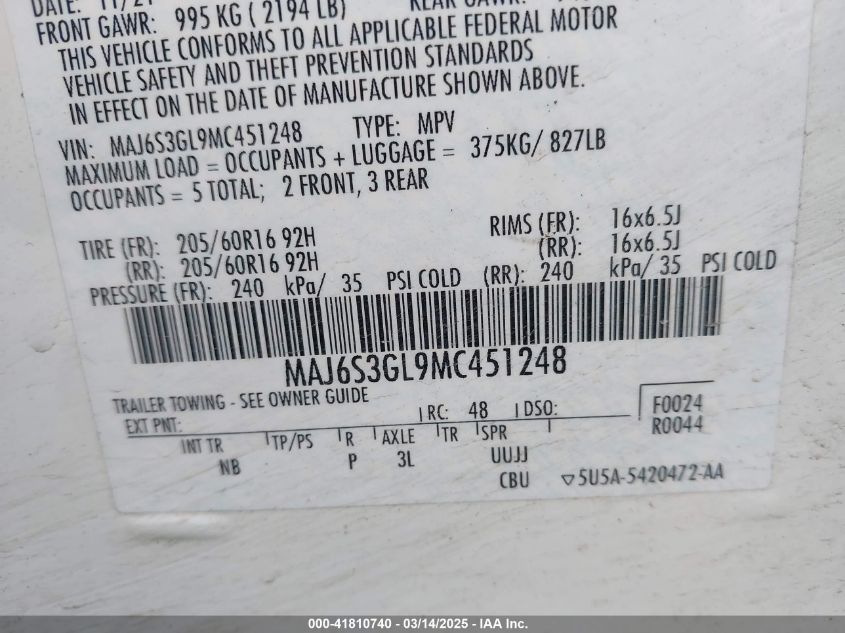 DATE: 11/21
FRONT GAWR: 995 KG ( 2194 LB)
THIS VEHICLE CONFORMS TO ALL APPLICABLE FEDERAL MOTOR
VEHICLE SAFETY AND THEFT PREVENTION STANDARDS
IN EFFECT ON THE DATE OF MANUFACTURE SHOWN ABOVE.
VIN: MAJ6S3GL9MC451248 TYPE: MPV
MAXIMUM LOAD = OCCUPANTS + LUGGAGE = 375KG/ 827LB
OCCUPANTS = 5 TOTAL; 2 FRONT, 3 REAR
TIRE (FR): 205/60R16 92H RIMS (FR): 16x6.5J
(RR): 205/60R16 92H (RR): 16x6.5J
PRESSURE (FR): 240 kPa/ 35 PSI COLD (RR): 240 kPa/ 35 PSI COLD
MAJ6S3GL9MC451248
TRAILER TOWING - SEE OWNER GUIDE
EXT PNT: RC: 48 DSO: F0024
R0044
INT TR TP/PS R AXLE TR SPR
NB P 3L UUJJ
CBU ▽5U5A-5420472-AA
000-41810740 - 03/14/2025 - IAA Inc.